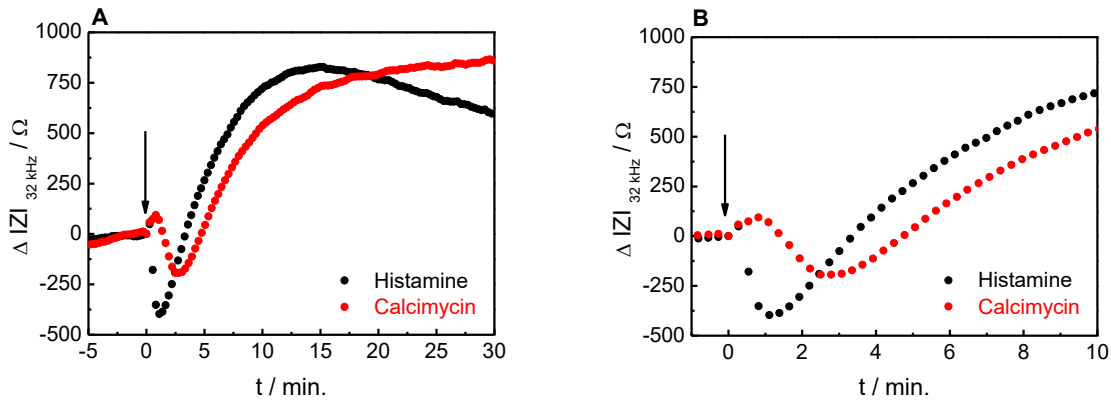 A
Δ |Z| 32 kHz / Ω
1000
750
500
250
0
-250
-500
-5
0
5
10
15
20
25
30
t / min.
Histamine
Calcimycin
B
Δ |Z| 32 kHz / Ω
1000
750
500
250
0
-250
-500
0
2
4
6
8
10
t / min.
Histamine
Calcimycin